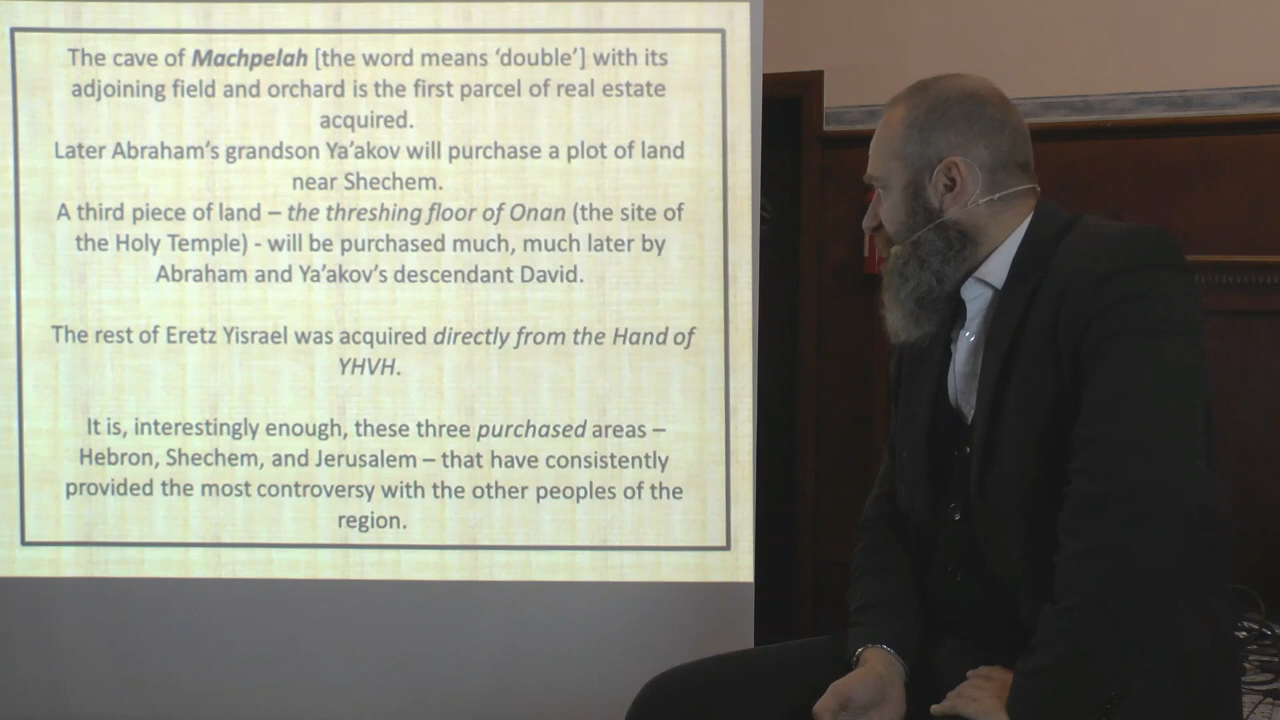 The cave of Machpelah [the word means ‘double’] with its
adjoining field and orchard is the first parcel of real estate
acquired.
Later Abraham’s grandson Ya’akov will purchase a plot of land
near Shechem.
A third piece of land – the threshing floor of Onan (the site of
the Holy Temple) - will be purchased much, much later by
Abraham and Ya’akov’s descendant David.
The rest of Eretz Yisrael was acquired directly from the Hand of
YHVH.
It is, interestingly enough, these three purchased areas –
Hebron, Shechem, and Jerusalem – that have consistently
provided the most controversy with the other peoples of the
region.